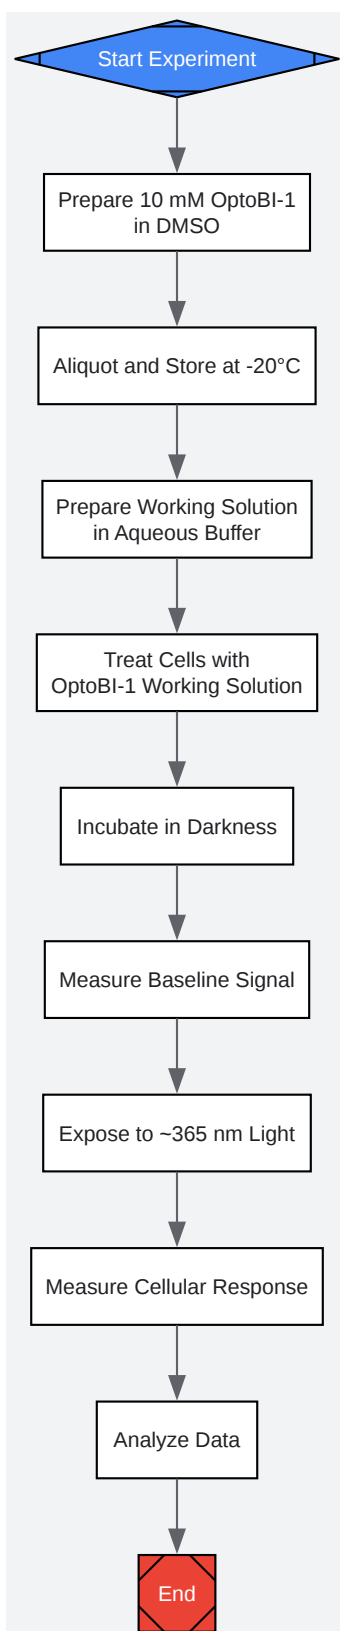 Start Experiment
Prepare 10 mM OptoBI-1
in DMSO
Aliquot and Store at -20°C
Prepare Working Solution
in Aqueous Buffer
Treat Cells with
OptoBI-1 Working Solution
Incubate in Darkness
Measure Baseline Signal
Expose to ~365 nm Light
Measure Cellular Response
Analyze Data
End